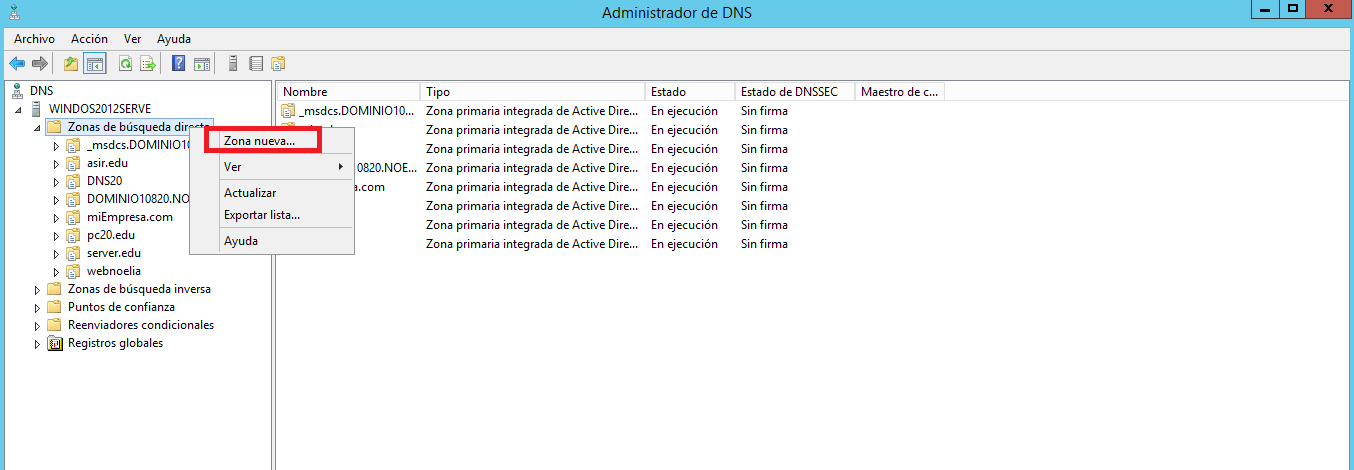 Administrador de DNS
Archivo Acción Ver Ayuda
DNS
WINDOS2012SERVE
Zonas de búsqueda directa
_msdcs.DOMINIO10
asir.edu
DNS20
DOMINIO10820.NO
miEmpresa.com
pc20.edu
server.edu
webnoelia
Zonas de búsqueda inversa
Puntos de confianza
Reenviadores condicionales
Registros globales
Zona nueva...
Ver
Actualizar
Exportar lista...
Ayuda
Nombre Tipo Estado Estado de DNSSEC Maestro de c...
_msdcs.DOMINIO10... Zona primaria integrada de Active Dire... En ejecución Sin firma
Zona primaria integrada de Active Dire... En ejecución Sin firma
Zona primaria integrada de Active Dire... En ejecución Sin firma
0820.NOE... Zona primaria integrada de Active Dire... En ejecución Sin firma
a.com Zona primaria integrada de Active Dire... En ejecución Sin firma
Zona primaria integrada de Active Dire... En ejecución Sin firma
Zona primaria integrada de Active Dire... En ejecución Sin firma
Zona primaria integrada de Active Dire... En ejecución Sin firma